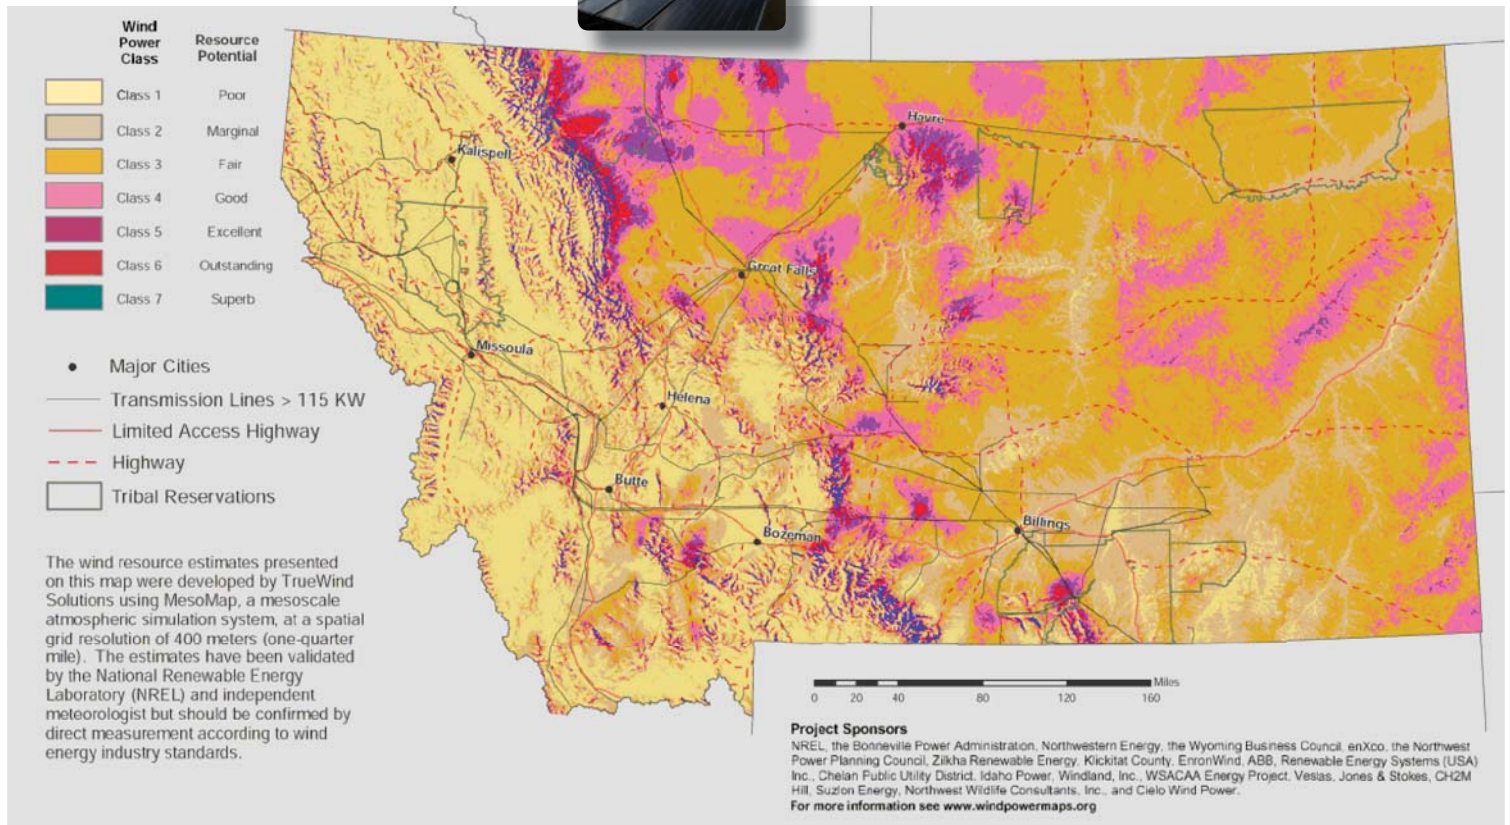 Wind
Power
Class
Resource
Potential
Class 1 Poor
Class 2 Marginal
Class 3 Fair
Class 4 Good
Class 5 Excellent
Class 6 Outstanding
Class 7 Superb
Major Cities
Transmission Lines > 115 KW
Limited Access Highway
Highway
Tribal Reservations
The wind resource estimates presented
on this map were developed by TrueWind
Solutions using MesoMap, a mesoscale
atmospheric simulation system, at a spatial
grid resolution of 400 meters (one-quarter
mile). The estimates have been validated
by the National Renewable Energy
Laboratory (NREL) and independent
meteorologist but should be confirmed by
direct measurement according to wind
energy industry standards.
Kalispell
Havre
Great Falls
Missoula
Helena
Butte
Bozeman
Billings
Miles
0 20 40 80 120 160
Project Sponsors
NREL, the Bonneville Power Administration, Northwestern Energy, the Wyoming Business Council, enXco, the Northwest
Power Planning Council, Zilkha Renewable Energy, Klickitat County, EnronWind, ABB, Renewable Energy Systems (USA)
Inc., Chelan Public Utility District, Idaho Power, Windland, Inc., WSACAA Energy Project, Vestas, Jones & Stokes, CH2M
Hill, Suzlon Energy, Northwest Wildlife Consultants, Inc., and Cielo Wind Power.
For more information see www.windpowermaps.org